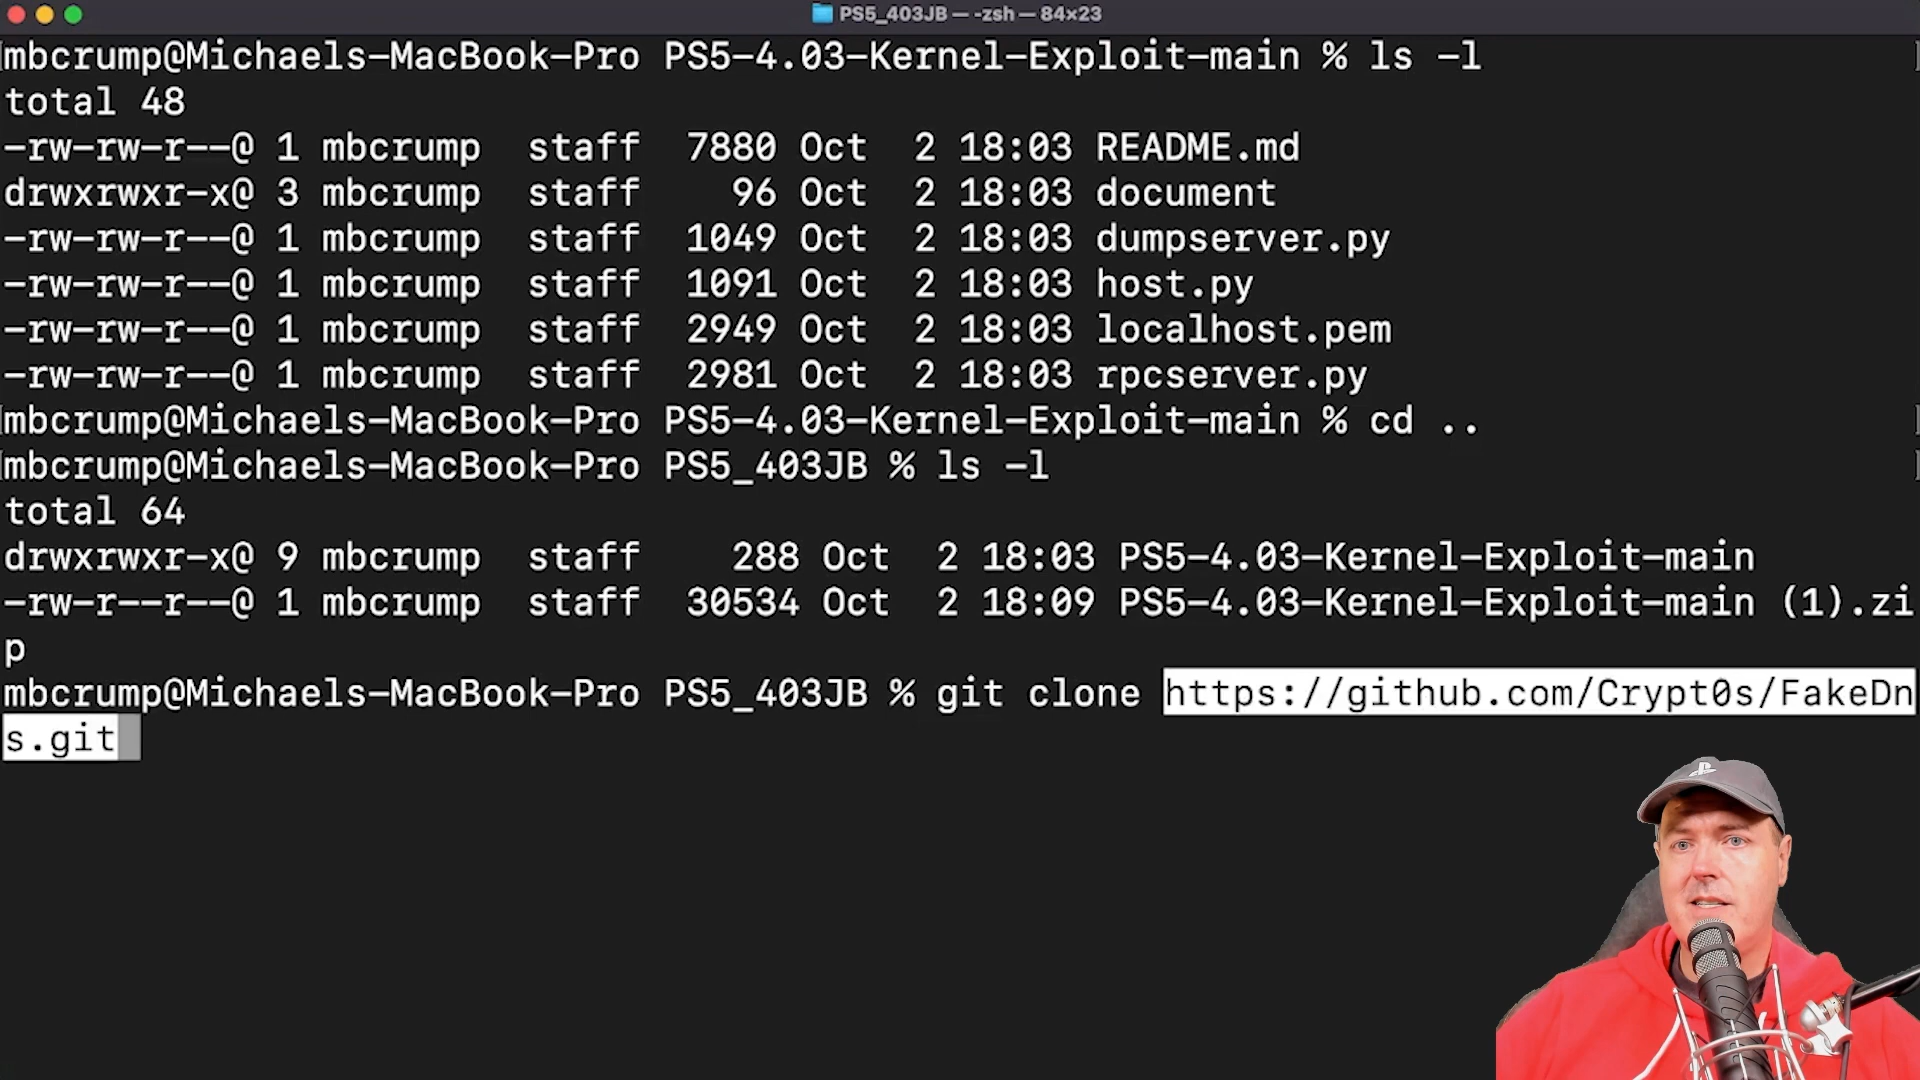 PS5_403JB — -zsh — 84×23
mbcrump@Michaels-MacBook-Pro PS5-4.03-Kernel-Exploit-main % ls -l
total 48
-rw-rw-r--@ 1 mbcrump  staff  7880 Oct  2 18:03 README.md
drwxrwxr-x@ 3 mbcrump  staff    96 Oct  2 18:03 document
-rw-rw-r--@ 1 mbcrump  staff  1049 Oct  2 18:03 dumpserver.py
-rw-rw-r--@ 1 mbcrump  staff  1091 Oct  2 18:03 host.py
-rw-rw-r--@ 1 mbcrump  staff  2949 Oct  2 18:03 localhost.pem
-rw-rw-r--@ 1 mbcrump  staff  2981 Oct  2 18:03 rpcserver.py
mbcrump@Michaels-MacBook-Pro PS5-4.03-Kernel-Exploit-main % cd ..
mbcrump@Michaels-MacBook-Pro PS5_403JB % ls -l
total 64
drwxrwxr-x@ 9 mbcrump  staff    288 Oct  2 18:03 PS5-4.03-Kernel-Exploit-main
-rw-r--r--@ 1 mbcrump  staff  30534 Oct  2 18:09 PS5-4.03-Kernel-Exploit-main (1).zi
p
mbcrump@Michaels-MacBook-Pro PS5_403JB % git clone https://github.com/Crypt0s/FakeDn
s.git